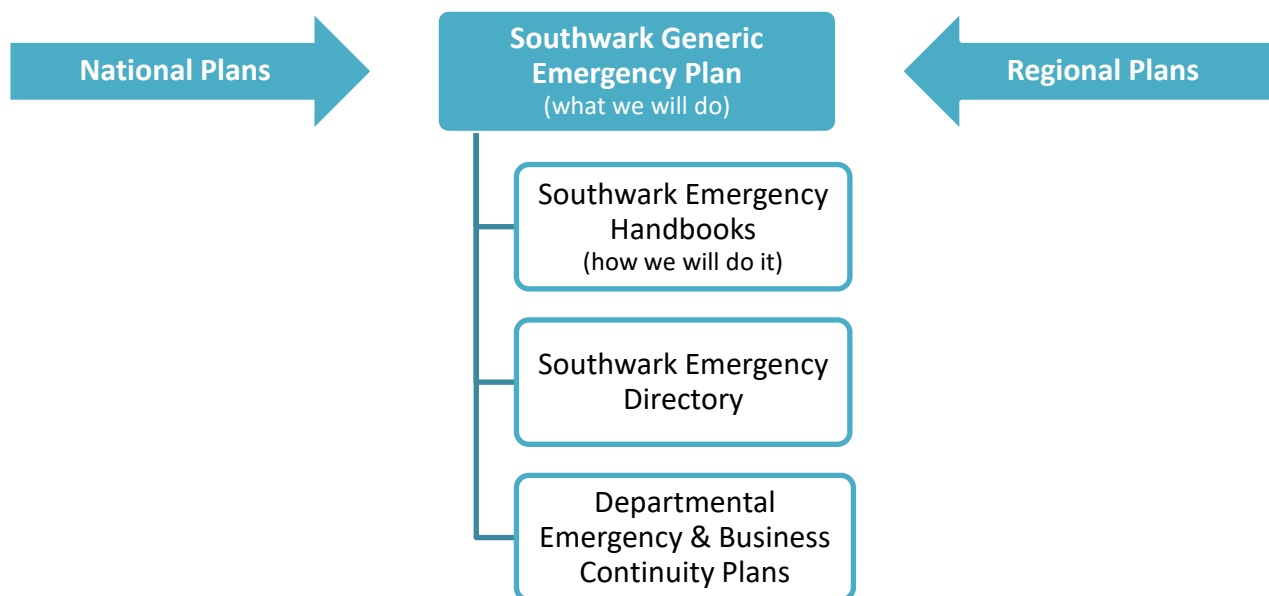 National Plans
Southwark Generic
Emergency Plan
(what we will do)
Regional Plans
Southwark Emergency
Handbooks
(how we will do it)
Southwark Emergency
Directory
Departmental
Emergency & Business
Continuity Plans